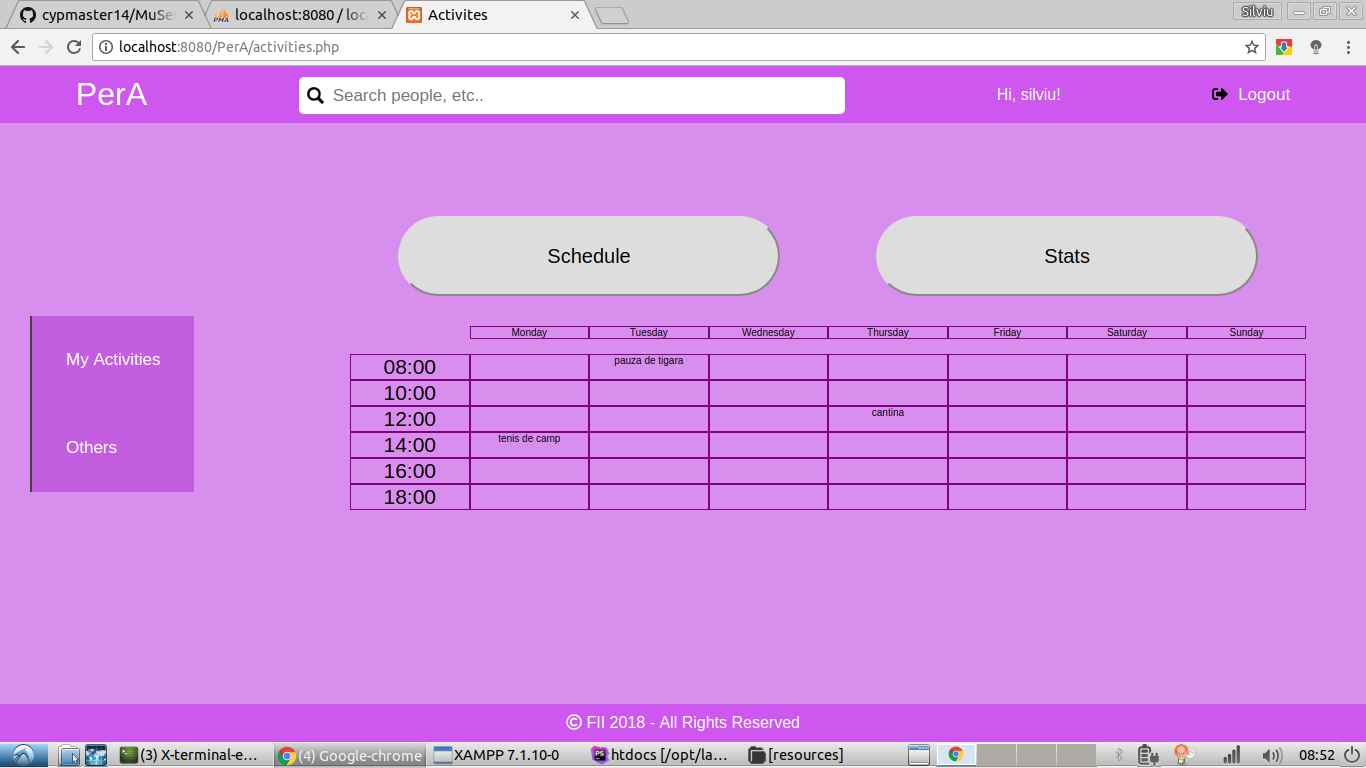 cypmaster14/MuSe
localhost:8080 / loc
Activites
Silviu
localhost:8080/PerA/activities.php
PerA
Search people, etc..
Hi, silviu!
Logout
Schedule
Stats
My Activities
Others
Monday Tuesday Wednesday Thursday Friday Saturday Sunday
08:00 pauza de tigara
10:00
12:00 cantina
14:00 tenis de camp
16:00
18:00
© FII 2018 - All Rights Reserved
(3) X-terminal-e... (4) Google-chrome XAMPP 7.1.10-0 htdocs [/opt/la... [resources] 08:52